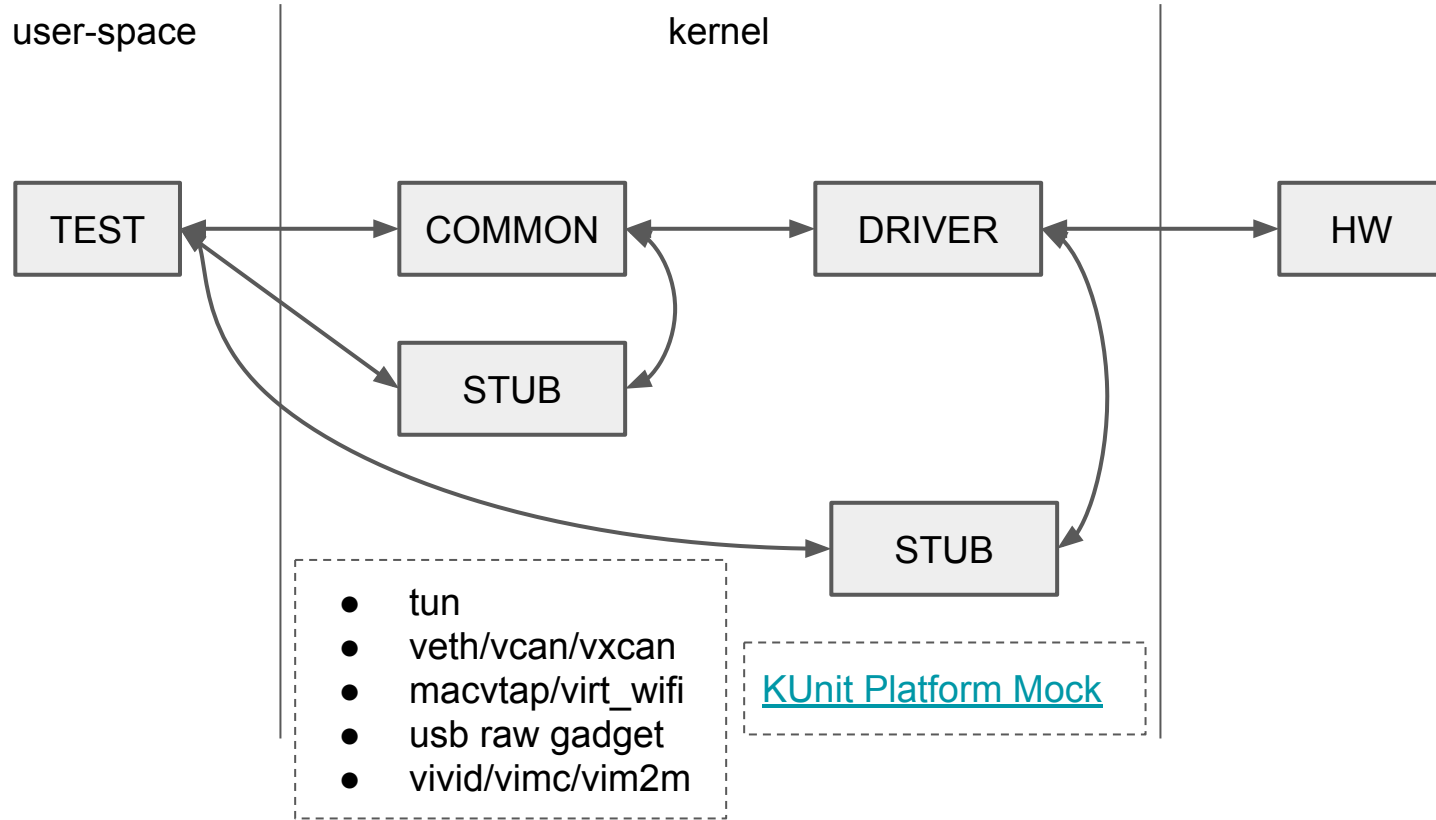 user-space
kernel
TEST
COMMON
DRIVER
HW
STUB
STUB
● tun
● veth/vcan/vxcan
● macvtap/virt_wifi
● usb raw gadget
● vivid/vimc/vim2m
KUnit Platform Mock